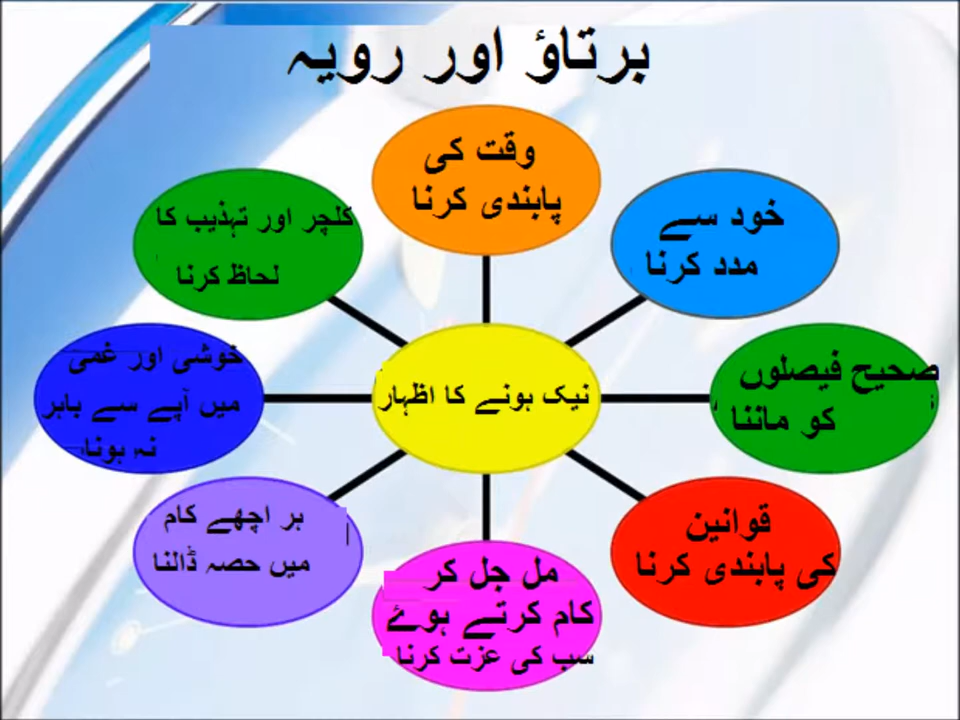 برتاؤ اور رویہ
وقت کی
پابندی کرنا
خود سے
مدد کرنا
صحیح فیصلوں
کو ماننا
قوانین
کی پابندی کرنا
مل جل کر
کام کرتے ہوۓ
سب کی عزت کرنا
ہر اچھے کام
میں حصہ ڈالنا
خوشی اور غمی
میں آپے سے باہر
نہ ہونا
کلچر اور تہذیب کا
لحاظ کرنا
نیک ہونے کا اظہار